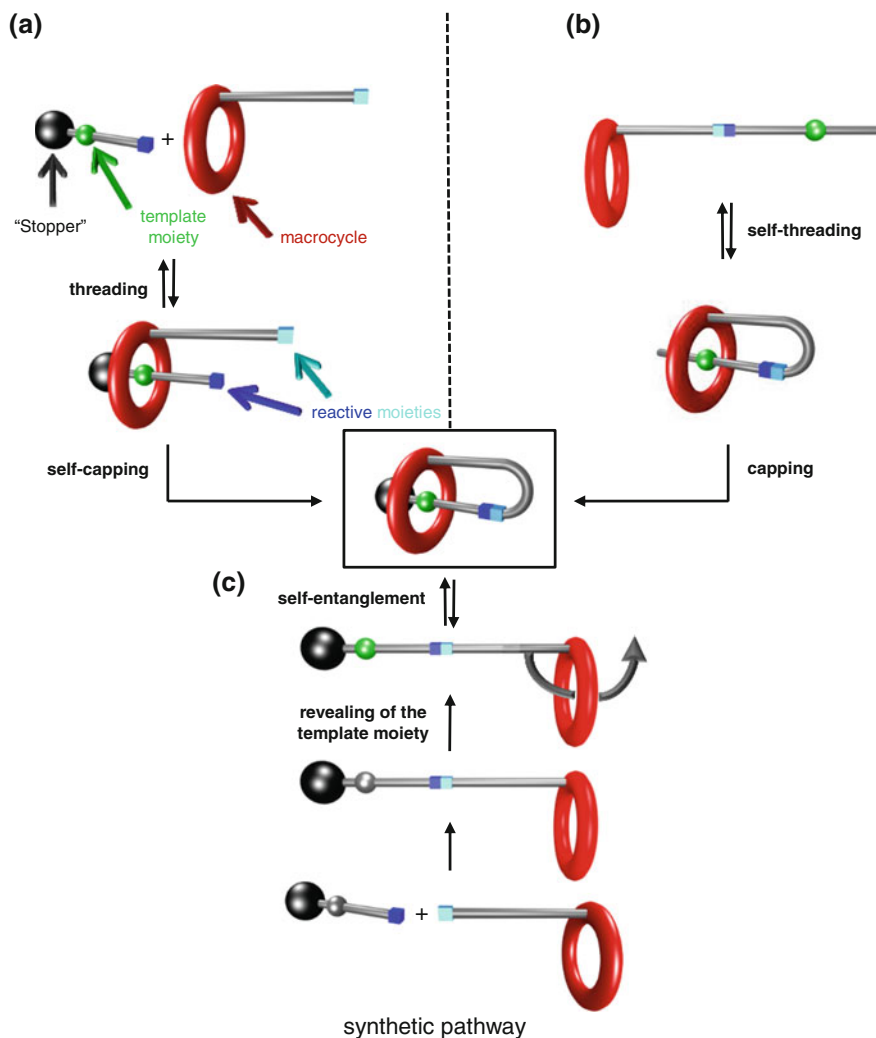 (a)
+
"Stopper"
template
moiety
macrocycle
threading
reactive moieties
self-capping
(b)
self-threading
capping
(c)
self-entanglement
revealing of the
template moiety
+
synthetic pathway